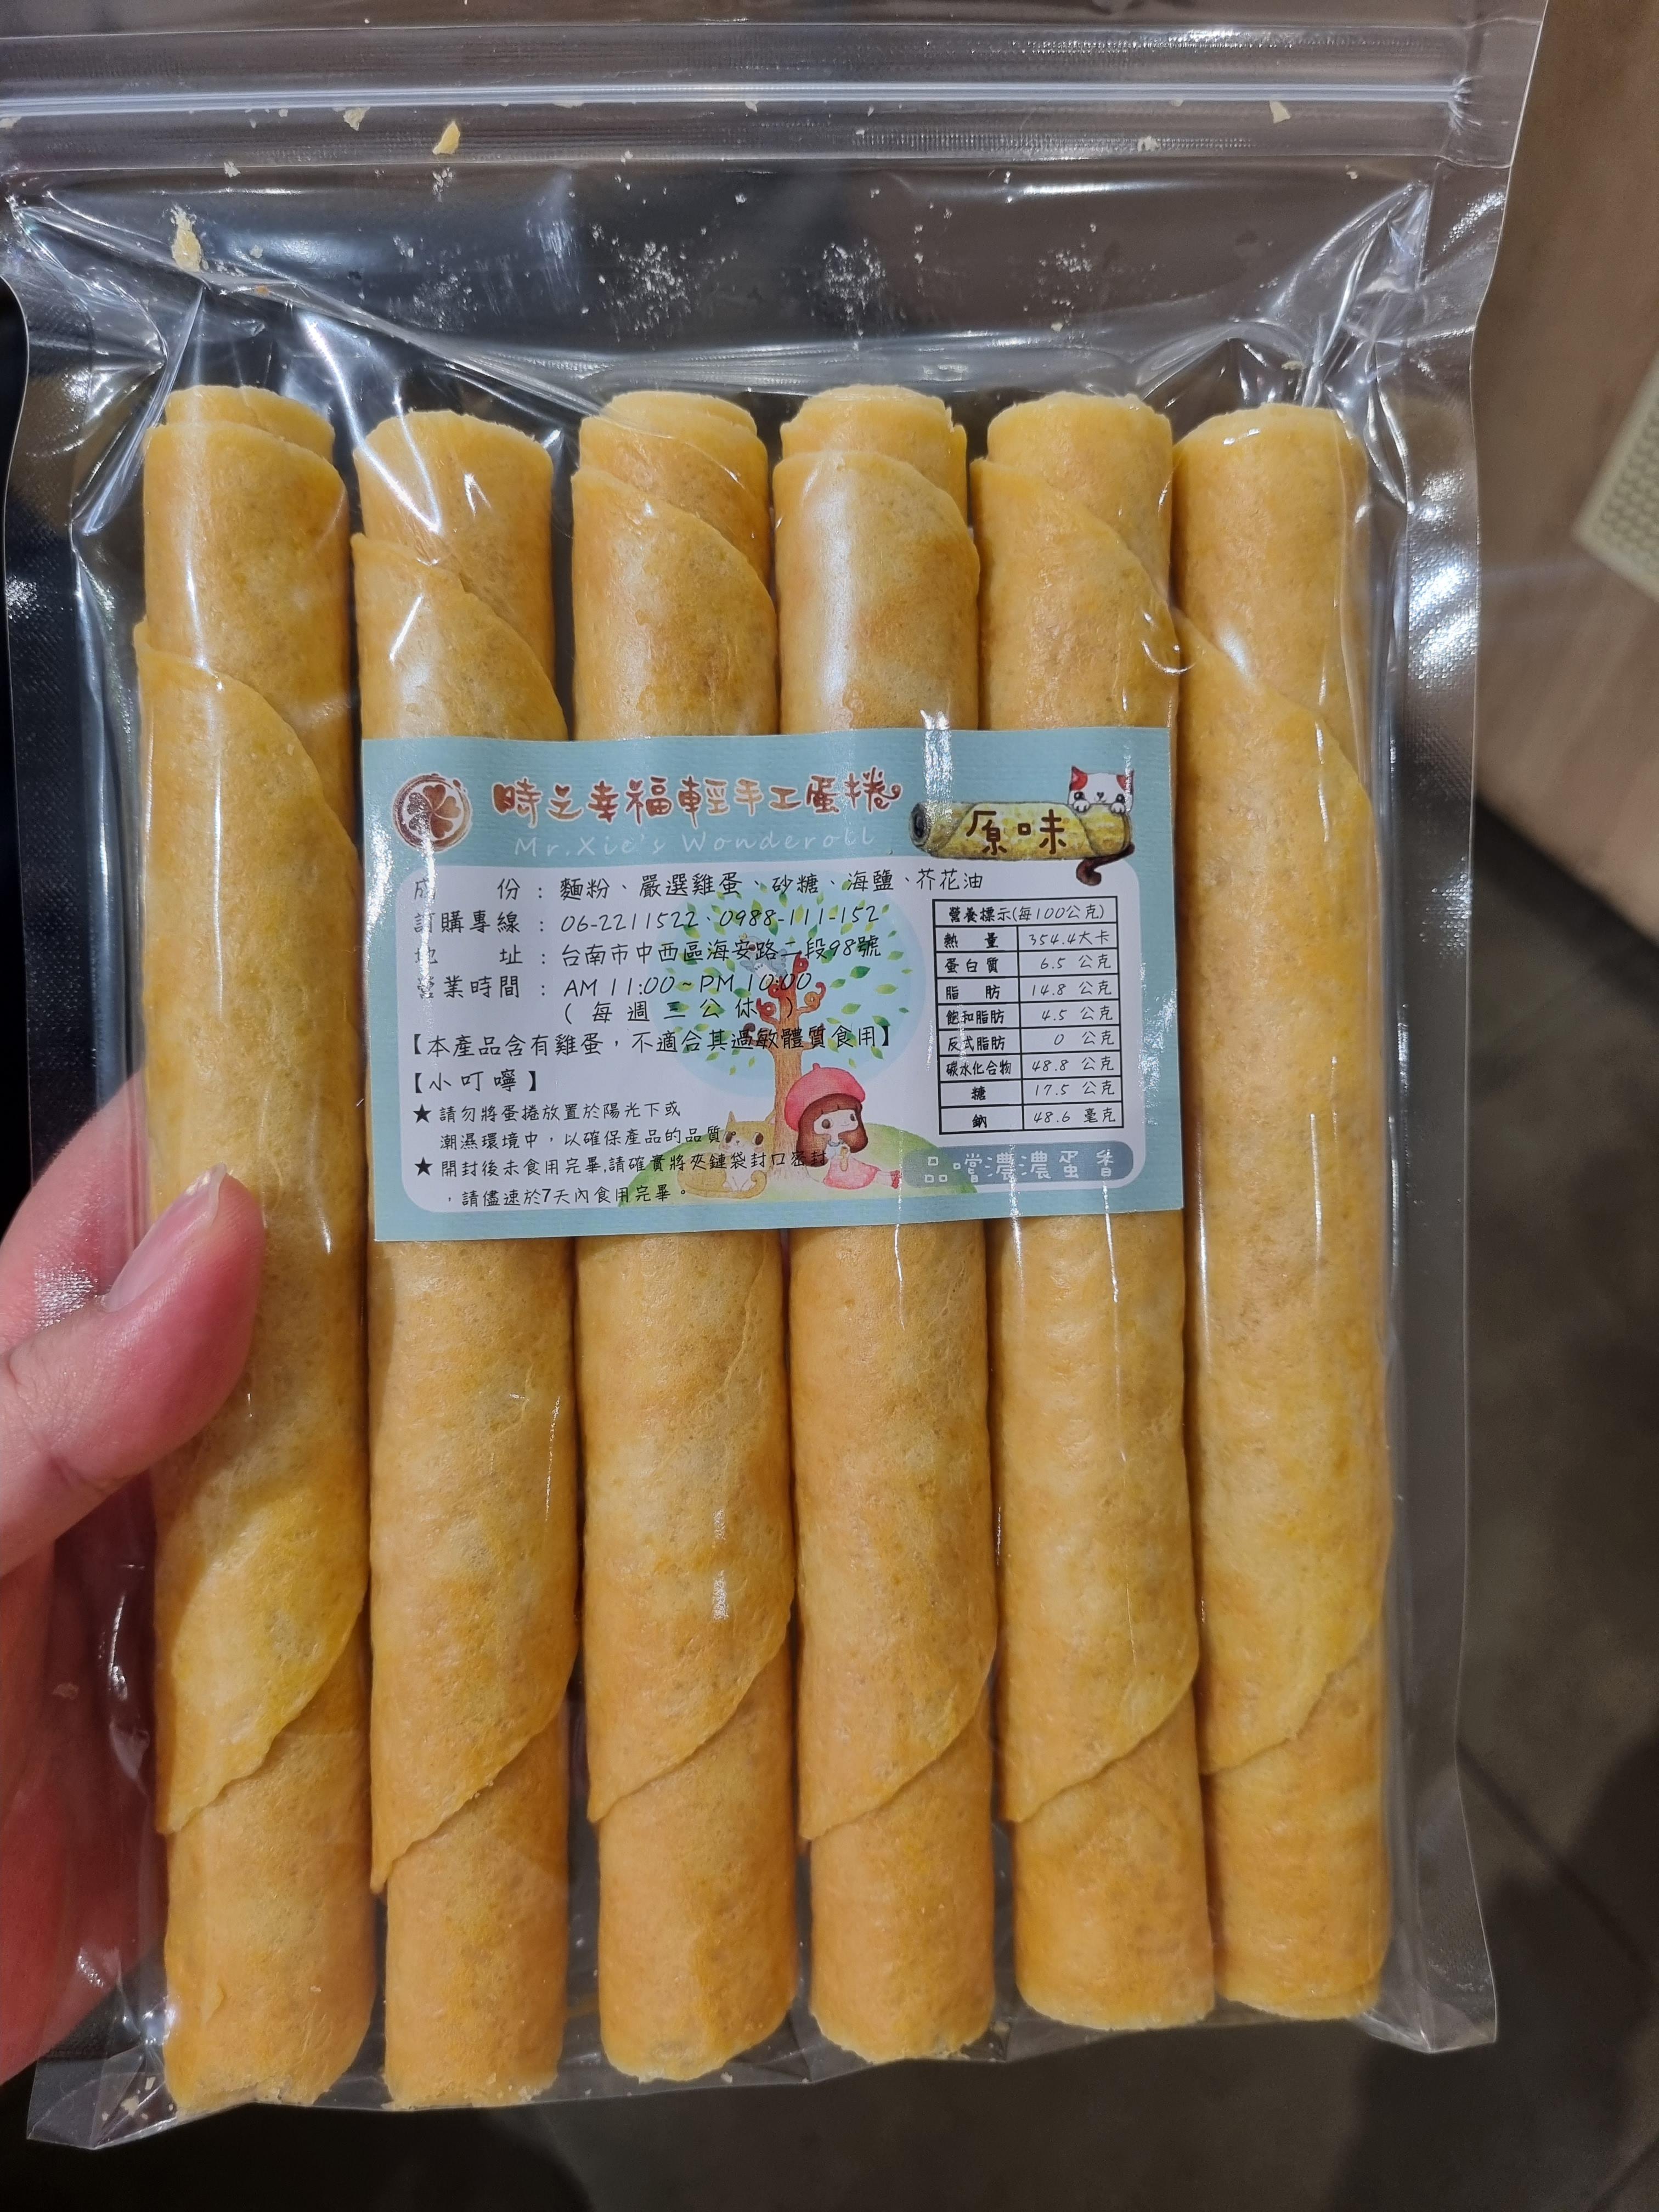 時之幸福輕手工蛋捲
Mr.Xie's Wonderoll
原味
成份：麵粉、嚴選雞蛋、砂糖、海鹽、芥花油
訂購專線：06-2211522、0988-111-152
地址：台南市中西區海安路二段98號
營業時間：AM 11:00~PM 10:00
(每週三公休)
【本產品含有雞蛋，不適合其過敏體質食用】
【小叮嚀】
★請勿將蛋捲放置於陽光下或
潮濕環境中，以確保產品的品質。
★開封後未食用完畢,請確實將夾鏈袋封口密封
，請儘速於7天內食用完畢。
營養標示(每100公克)
熱量 354.4大卡
蛋白質 6.5 公克
脂肪 14.8 公克
飽和脂肪 4.5 公克
反式脂肪 0 公克
碳水化合物 48.8 公克
糖 17.5 公克
鈉 48.6 毫克
品嚐濃濃蛋香